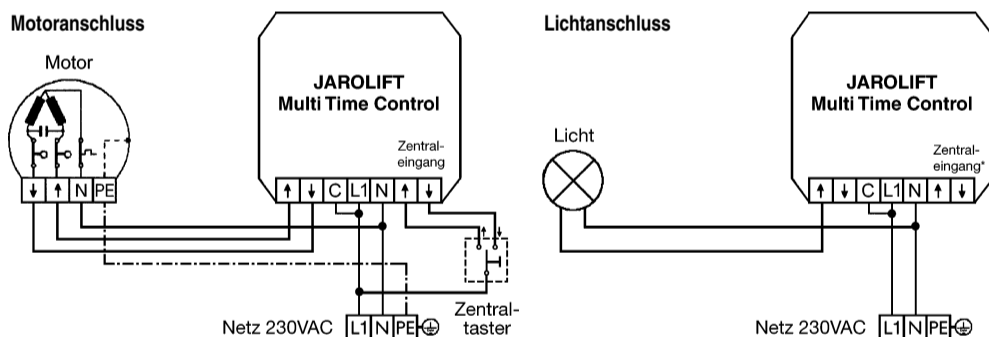 Motoranschluss
Motor
↓ ↑ N PE
JAROLIFT
Multi Time Control
Zentral-
eingang
↑ ↓ C L1 N ↑ ↓
↑ ↓
Zentral-
taster
Netz 230VAC L1 N PE
Lichtanschluss
Licht
JAROLIFT
Multi Time Control
Zentral-
eingang*
↑ ↓ C L1 N ↑ ↓
Netz 230VAC L1 N PE